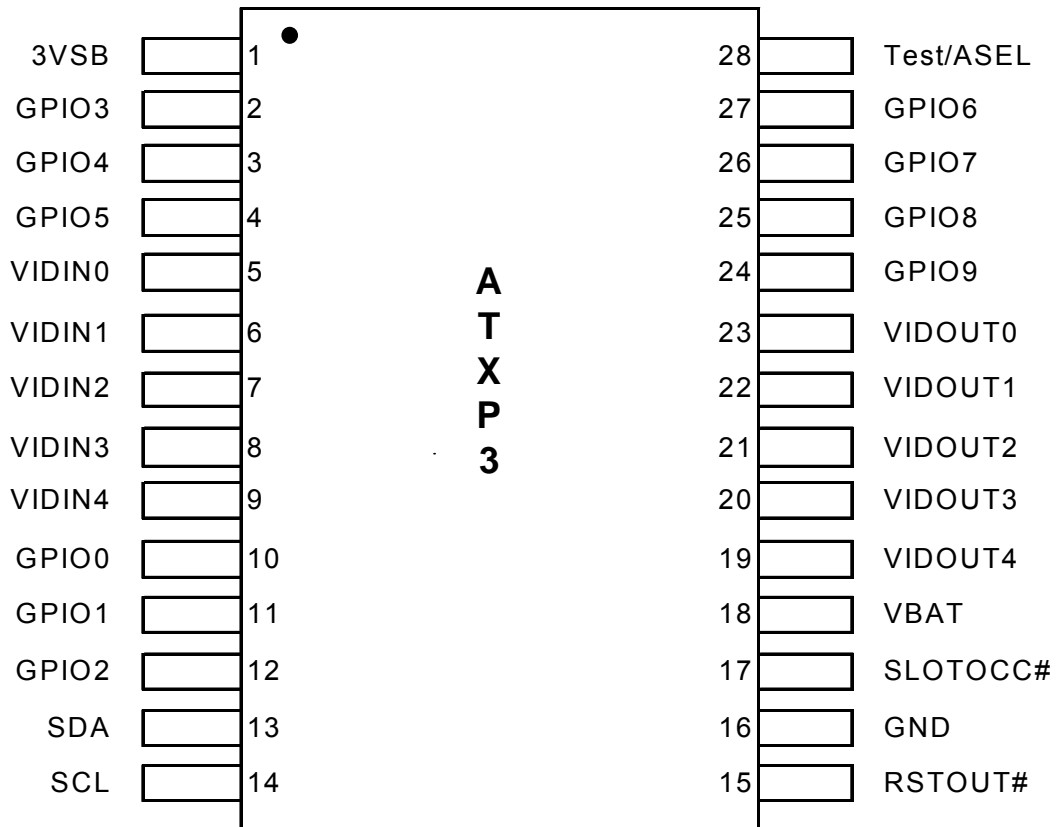 3VSB 1 28 Test/ASEL
GPIO3 2 27 GPIO6
GPIO4 3 26 GPIO7
GPIO5 4 25 GPIO8
VIDIN0 5 24 GPIO9
VIDIN1 6 23 VIDOUT0
VIDIN2 7 22 VIDOUT1
VIDIN3 8 21 VIDOUT2
VIDIN4 9 20 VIDOUT3
GPIO0 10 19 VIDOUT4
GPIO1 11 18 VBAT
GPIO2 12 17 SLOTOCC#
SDA 13 16 GND
SCL 14 15 RSTOUT#
A
T
X
P
3